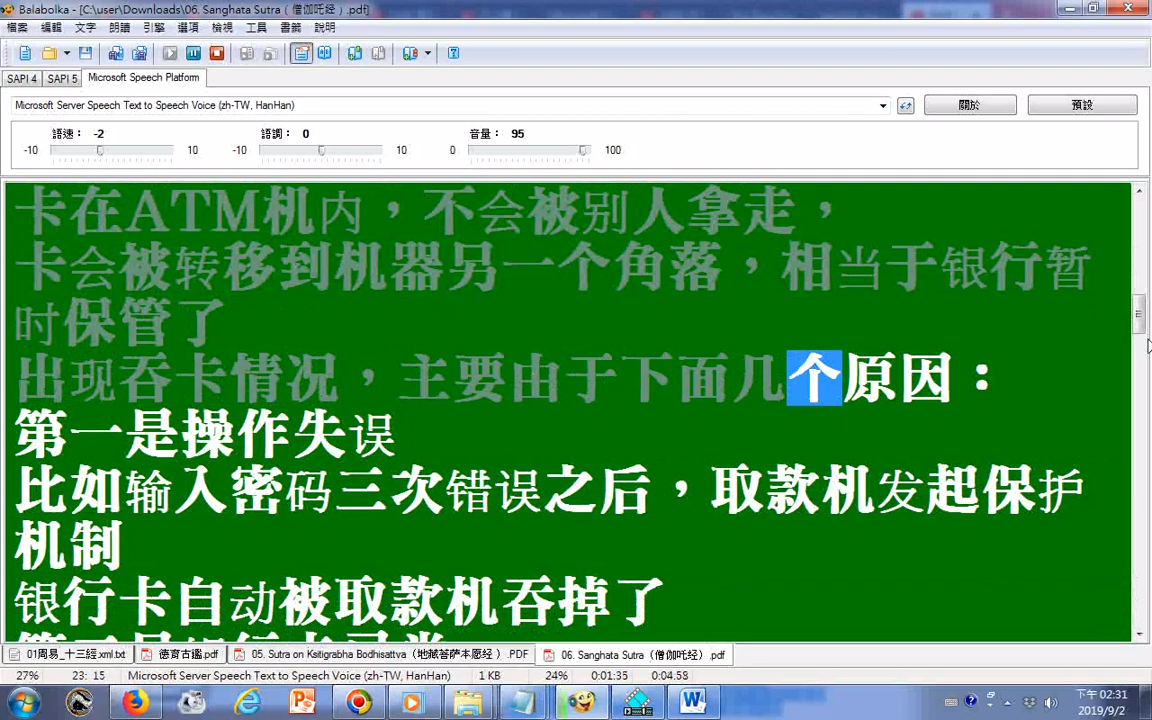 Balabolka - [C:\user\Downloads\06. Sanghata Sutra（僧伽吒经）.pdf]
檔案 編輯 文字 朗讀 引擎 選項 檢視 工具 書籤 說明
SAPI 4 SAPI 5 Microsoft Speech Platform
Microsoft Server Speech Text to Speech Voice (zh-TW, HanHan) 關於 預設
語速： -2 語調： 0 音量： 95
-10 10 -10 10 0 100
卡在ATM机内，不会被别人拿走，
卡会被转移到机器另一个角落，相当于银行暂
时保管了
出现吞卡情况，主要由于下面几个原因：
第一是操作失误
比如输入密码三次错误之后，取款机发起保护
机制
银行卡自动被取款机吞掉了
01周易_十三經.xml.txt 德育古鑑.pdf 05. Sutra on Ksitigrabha Bodhisattva（地藏菩萨本愿经）.PDF 06. Sanghata Sutra（僧伽吒经）.pdf
27% 23: 15 Microsoft Server Speech Text to Speech Voice (zh-TW, HanHan) 1 KB 24% 0:01:35 0:04:58
下午 02:31
2019/9/2